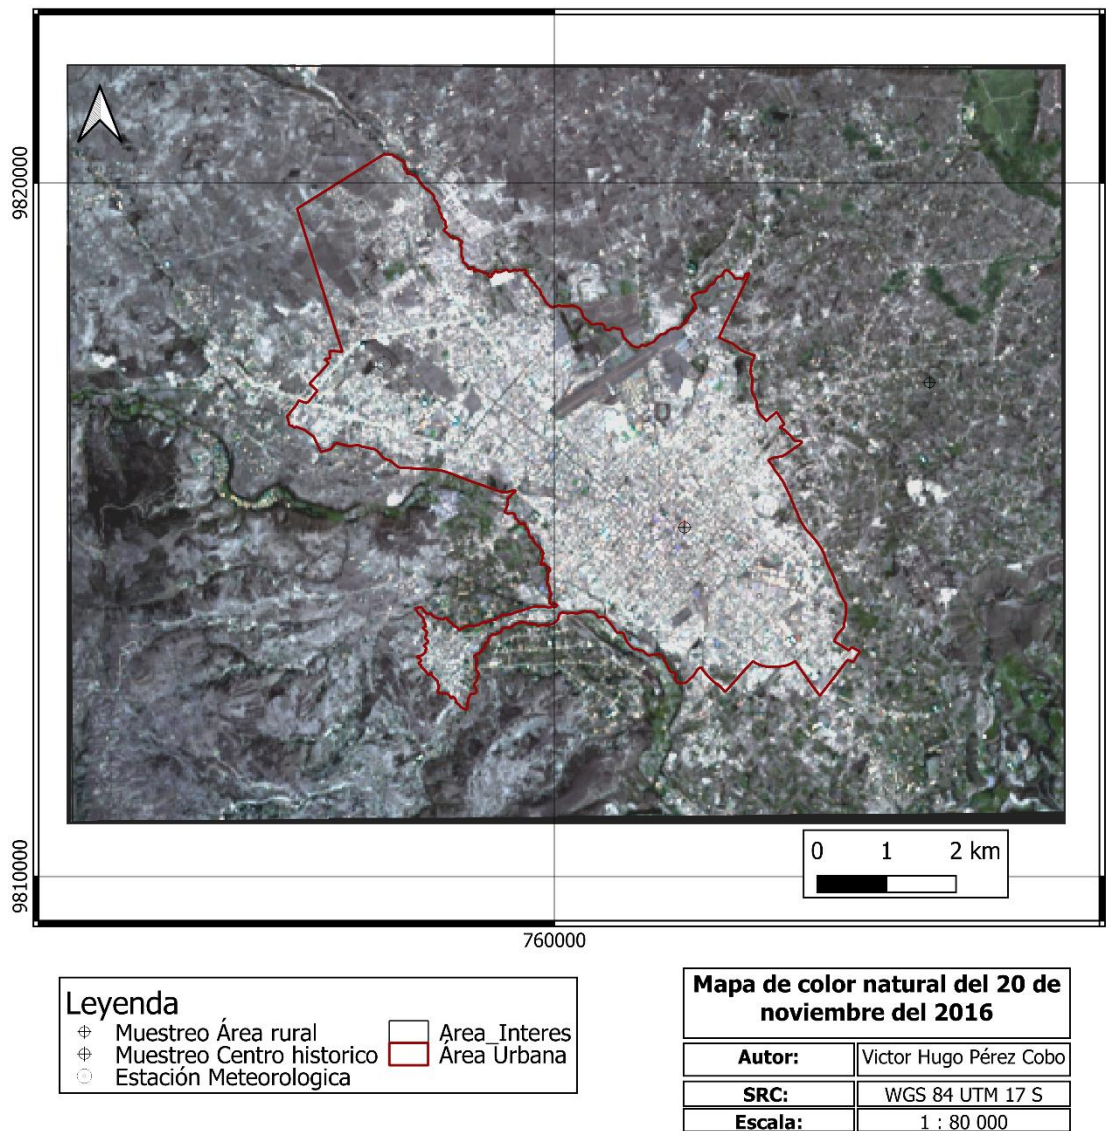 9820000
9810000
0 1 2 km
760000
Leyenda
Muestreo Área rural
Muestreo Centro historico
Estación Meteorologica
Area_Interes
Área Urbana
Mapa de color natural del 20 de
noviembre del 2016
Autor: Victor Hugo Pérez Cobo
SRC: WGS 84 UTM 17 S
Escala: 1 : 80 000